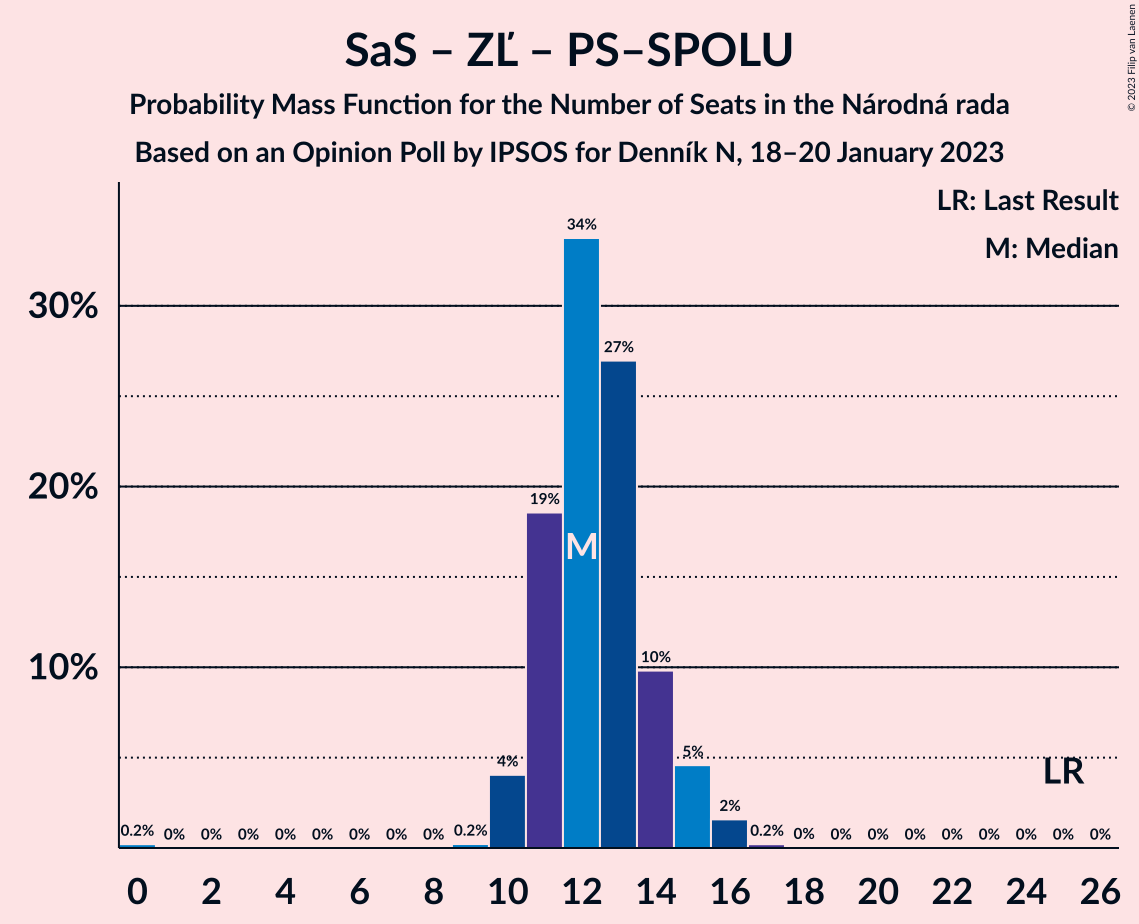 SaS – ZĽ – PS–SPOLU
Probability Mass Function for the Number of Seats in the Národná rada
Based on an Opinion Poll by IPSOS for Denník N, 18–20 January 2023
© 2023 Filip van Laenen
LR: Last Result
M: Median
30%
20%
10%
0.2% 0% 0% 0% 0% 0% 0% 0% 0% 0.2% 4% 19% 34% 27% 10% 5% 2% 0.2% 0% 0% 0% 0% 0% 0% 0% 0% 0%
M
LR
0 2 4 6 8 10 12 14 16 18 20 22 24 26